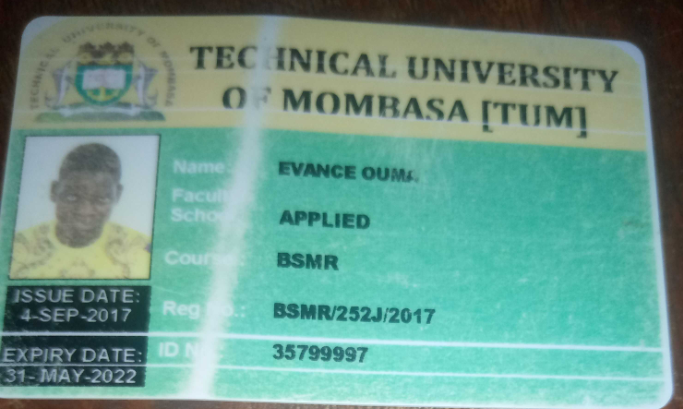 TECHNICAL UNIVERSITY OF MOMBASA
TECHNICAL UNIVERSITY
OF MOMBASA [TUM]
Name: EVANCE OUMA
Faculty
School APPLIED
Course: BSMR
Reg No.: BSMR/252J/2017
ID No 35799997
ISSUE DATE:
4-SEP-2017
EXPIRY DATE:
31-MAY-2022